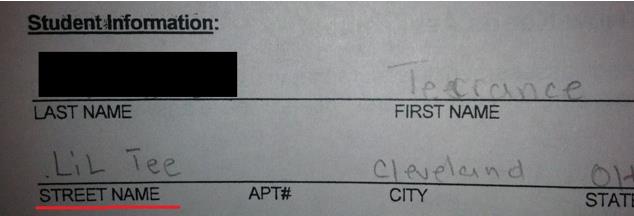 Student Information:
Terrance
LAST NAME FIRST NAME
LiL Tee Cleveland OH
STREET NAME APT# CITY STATE